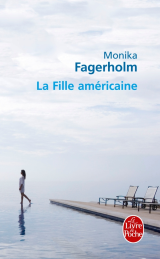 Monika
Fagerholm
La Fille américaine
Le
Livre
de
Poche